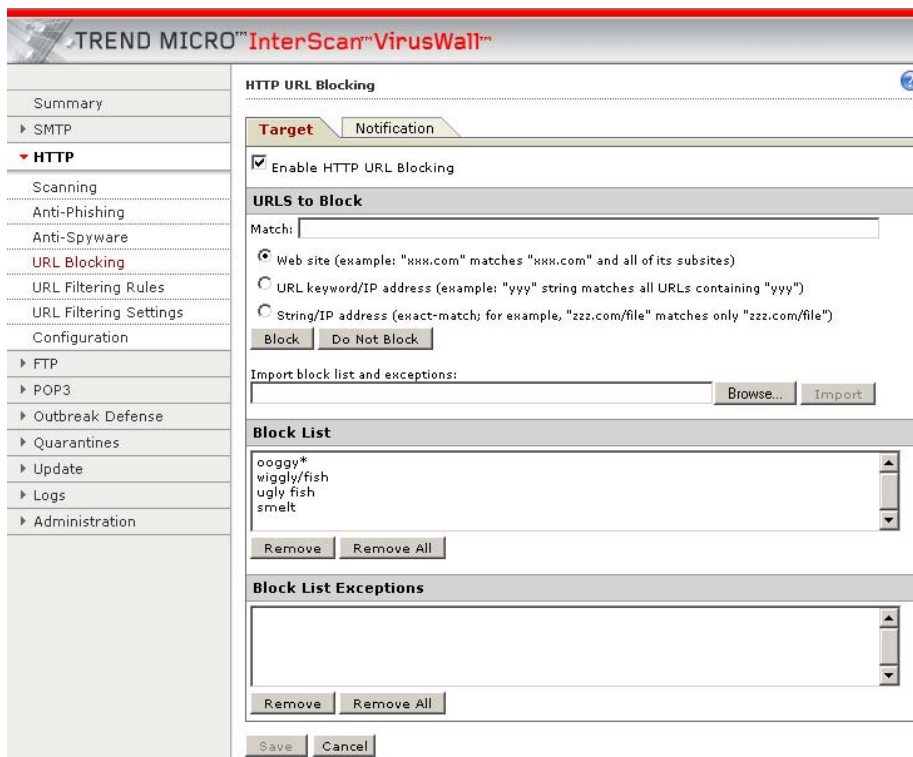 TREND MICRO™ InterScan™ VirusWall™
Summary
SMTP
HTTP
Scanning
Anti-Phishing
Anti-Spyware
URL Blocking
URL Filtering Rules
URL Filtering Settings
Configuration
FTP
POP3
Outbreak Defense
Quarantines
Update
Logs
Administration
HTTP URL Blocking
?
Target Notification
Enable HTTP URL Blocking
URLS to Block
Match:
Web site (example: "xxx.com" matches "xxx.com" and all of its subsites)
URL keyword/IP address (example: "yyy" string matches all URLs containing "yyy")
String/IP address (exact-match; for example, "zzz.com/file" matches only "zzz.com/file")
Block Do Not Block
Import block list and exceptions:
Browse... Import
Block List
ooggy*
wiggly/fish
ugly fish
smelt
Remove Remove All
Block List Exceptions
Remove Remove All
Save Cancel